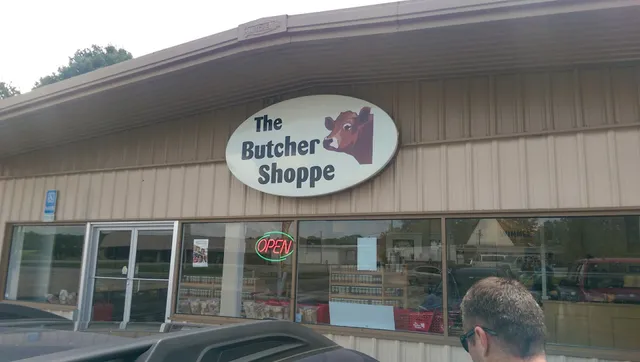 The
Butcher
Shoppe
OPEN